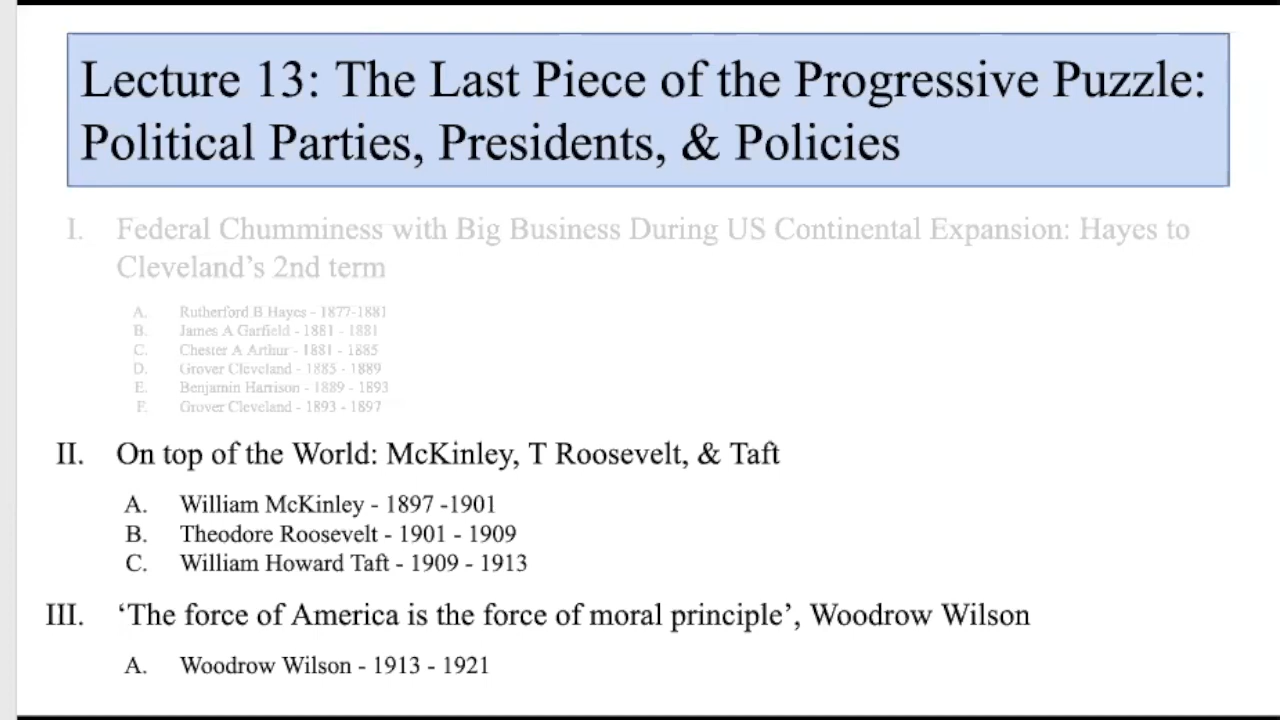 Lecture 13: The Last Piece of the Progressive Puzzle:
Political Parties, Presidents, & Policies
I. Federal Chumminess with Big Business During US Continental Expansion: Hayes to
Cleveland’s 2nd term
A. Rutherford B Hayes - 1877-1881
B. James A Garfield - 1881 - 1881
C. Chester A Arthur - 1881 - 1885
D. Grover Cleveland - 1885 - 1889
E. Benjamin Harrison - 1889 - 1893
F. Grover Cleveland - 1893 - 1897
II. On top of the World: McKinley, T Roosevelt, & Taft
A. William McKinley - 1897 -1901
B. Theodore Roosevelt - 1901 - 1909
C. William Howard Taft - 1909 - 1913
III. ‘The force of America is the force of moral principle’, Woodrow Wilson
A. Woodrow Wilson - 1913 - 1921